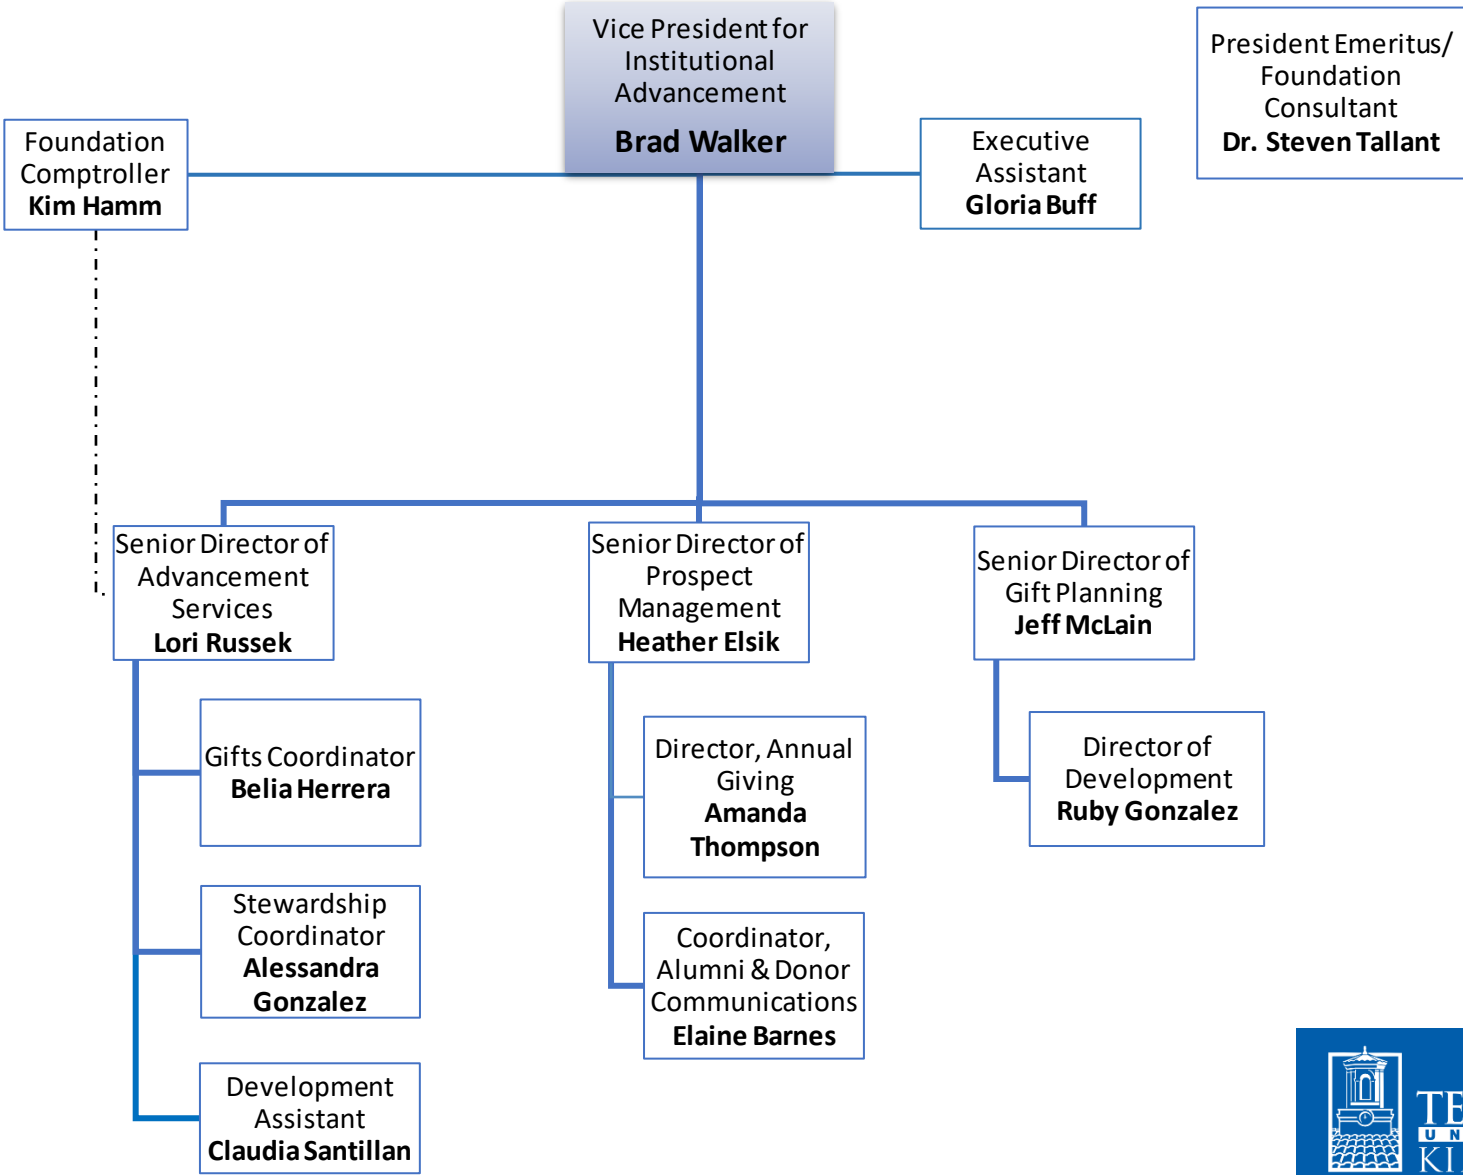 Vice President for
Institutional
Advancement
Brad Walker
President Emeritus/
Foundation
Consultant
Dr. Steven Tallant
Foundation
Comptroller
Kim Hamm
Executive
Assistant
Gloria Buff
Senior Director of
Advancement
Services
Lori Russek
Senior Director of
Prospect
Management
Heather Elsik
Senior Director of
Gift Planning
Jeff McLain
Gifts Coordinator
Belia Herrera
Director, Annual
Giving
Amanda
Thompson
Director of
Development
Ruby Gonzalez
Stewardship
Coordinator
Alessandra
Gonzalez
Coordinator,
Alumni & Donor
Communications
Elaine Barnes
Development
Assistant
Claudia Santillan